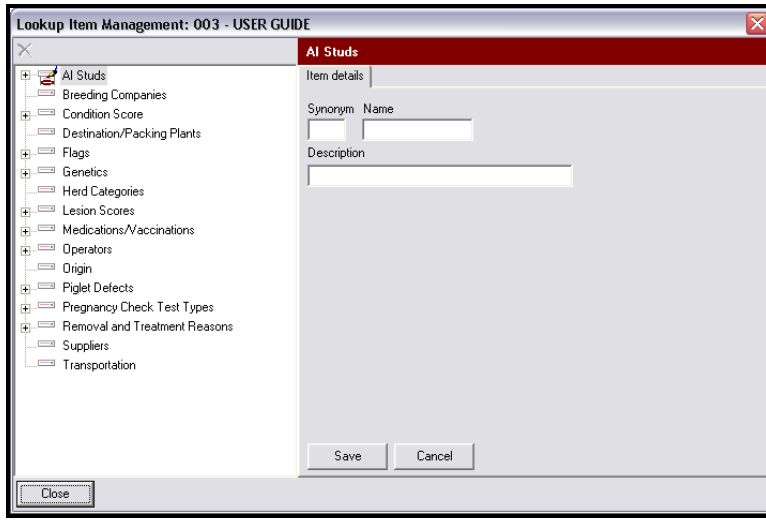 Lookup Item Management: 003 - USER GUIDE
AI Studs
AI Studs
Breeding Companies
Condition Score
Destination/Packing Plants
Flags
Genetics
Herd Categories
Lesion Scores
Medications/Vaccinations
Operators
Origin
Piglet Defects
Pregnancy Check Test Types
Removal and Treatment Reasons
Suppliers
Transportation
Item details
Synonym Name
Description
Save Cancel
Close